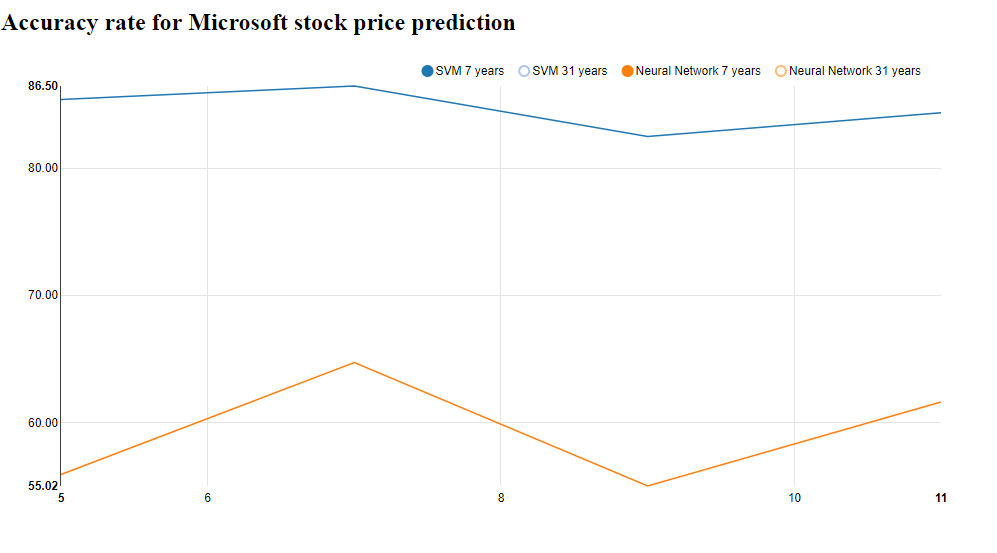 Accuracy rate for Microsoft stock price prediction
SVM 7 years SVM 31 years Neural Network 7 years Neural Network 31 years
86.50
80.00
70.00
60.00
55.02
5 6 8 10 11